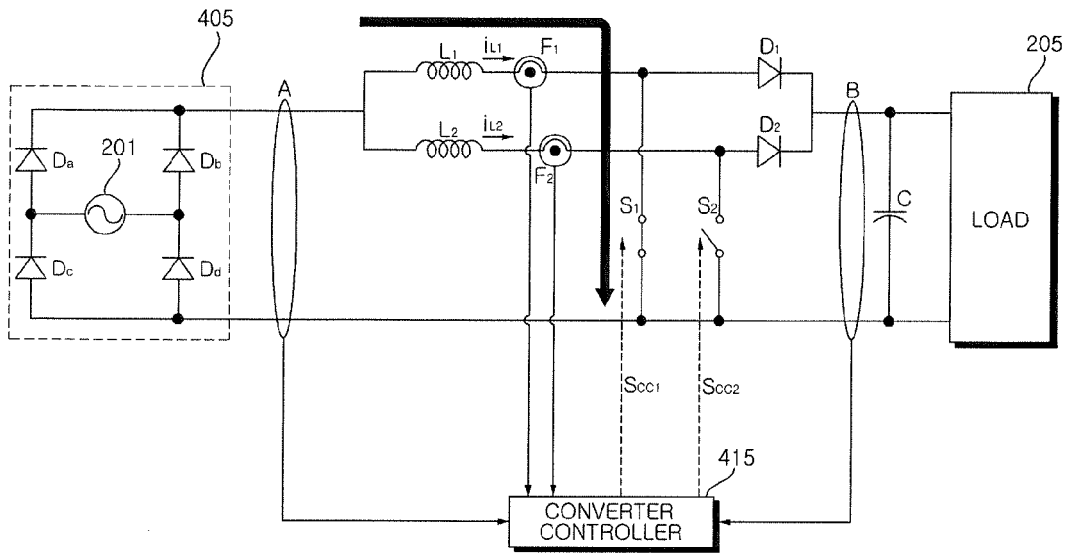 405
A
L1
iL1
F1
D1
B
205
L2
iL2
F2
D2
Da
201
Db
S1
S2
C
LOAD
Dc
Dd
SCC1
SCC2
415
CONVERTER
CONTROLLER